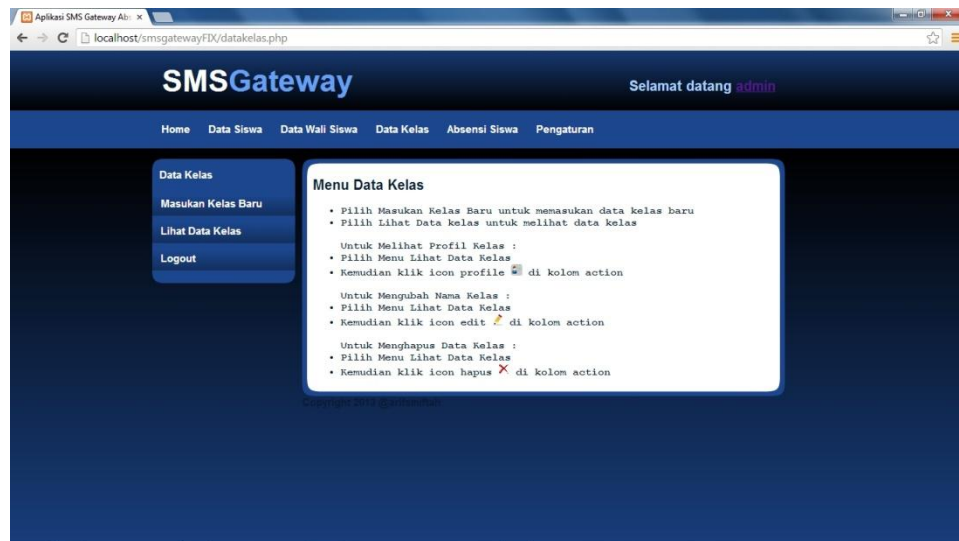 Aplikasi SMS Gateway Ab
localhost/smsgatewayFIX/datakelas.php
SMSGateway
Selamat datang admin
Home Data Siswa Data Wali Siswa Data Kelas Absensi Siswa Pengaturan
Data Kelas
Masukan Kelas Baru
Lihat Data Kelas
Logout
Menu Data Kelas
• Pilih Masukan Kelas Baru untuk memasukan data kelas baru
• Pilih Lihat Data kelas untuk melihat data kelas
Untuk Melihat Profil Kelas :
• Pilih Menu Lihat Data Kelas
• Kemudian klik icon profile di kolom action
Untuk Mengubah Nama Kelas :
• Pilih Menu Lihat Data Kelas
• Kemudian klik icon edit di kolom action
Untuk Menghapus Data Kelas :
• Pilih Menu Lihat Data Kelas
• Kemudian klik icon hapus di kolom action
Copyright 2013